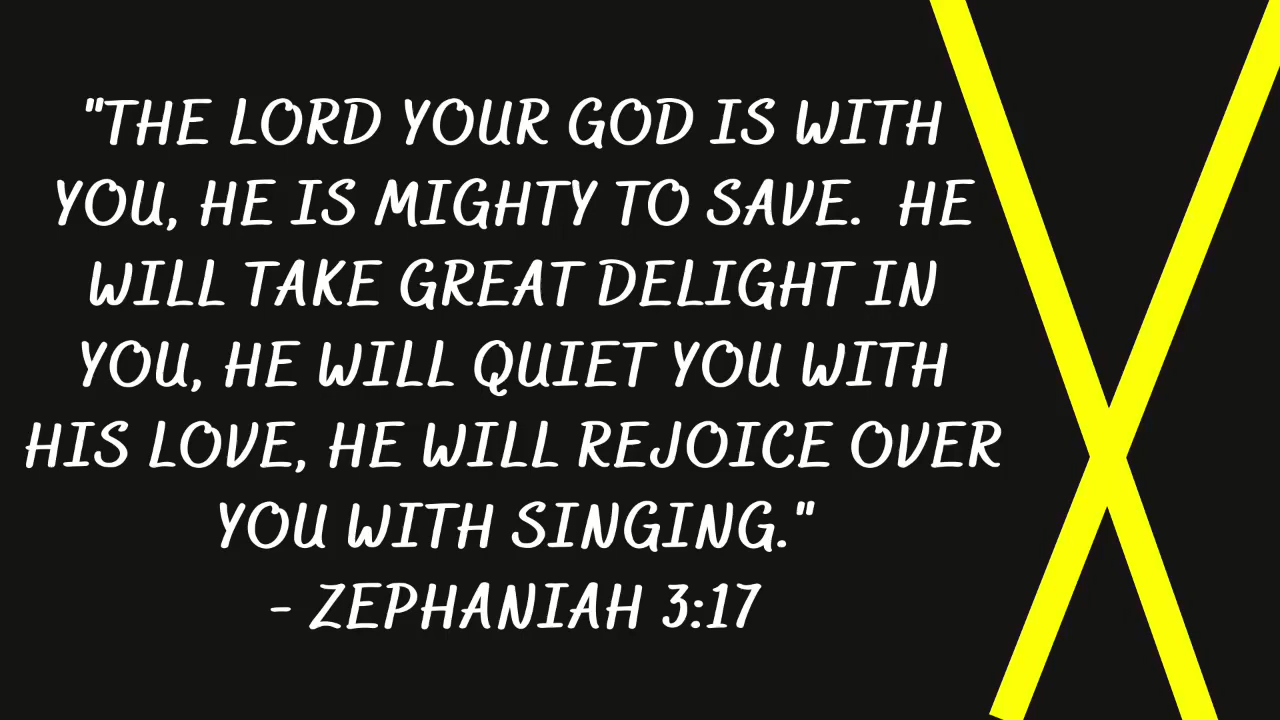 "THE LORD YOUR GOD IS WITH
YOU, HE IS MIGHTY TO SAVE.  HE
WILL TAKE GREAT DELIGHT IN
YOU, HE WILL QUIET YOU WITH
HIS LOVE, HE WILL REJOICE OVER
YOU WITH SINGING."
- ZEPHANIAH 3:17